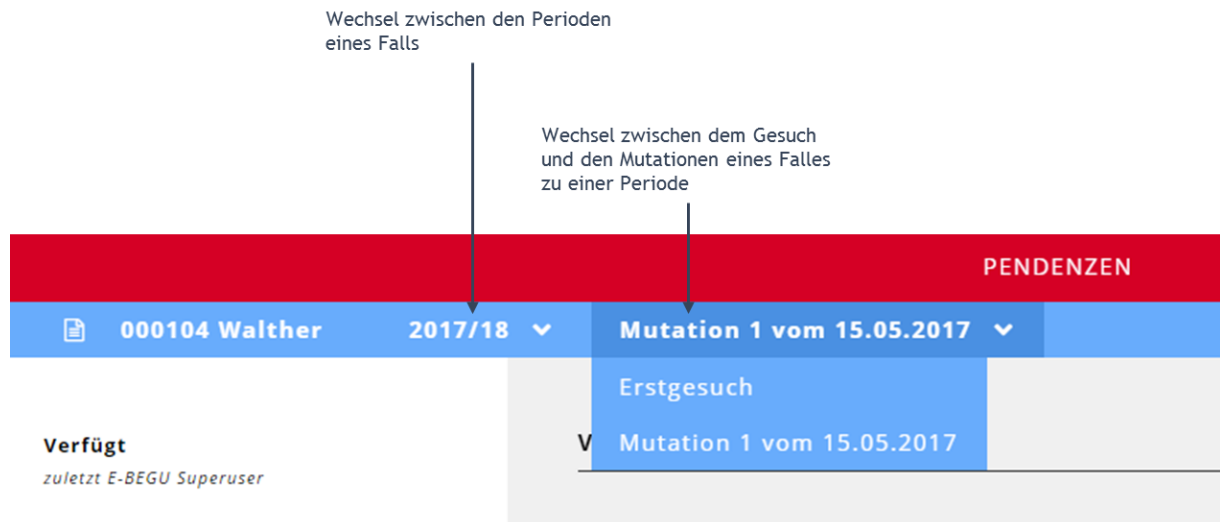 Wechsel zwischen den Perioden
eines Falls
Wechsel zwischen dem Gesuch
und den Mutationen eines Falles
zu einer Periode
PENDENZEN
000104 Walther 2017/18 Mutation 1 vom 15.05.2017
Erstgesuch
Verfügt V Mutation 1 vom 15.05.2017
zuletzt E-BEGU Superuser